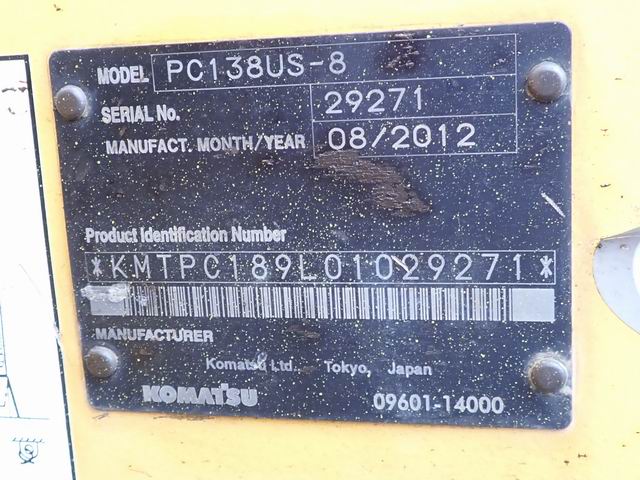 MODEL PC138US-8
SERIAL No. 29271
MANUFACT. MONTH/YEAR 08/2012
Product Identification Number
*KMTPC189L01029271*
MANUFACTURER
Komatsu Ltd. Tokyo, Japan
KOMATSU 09601-14000